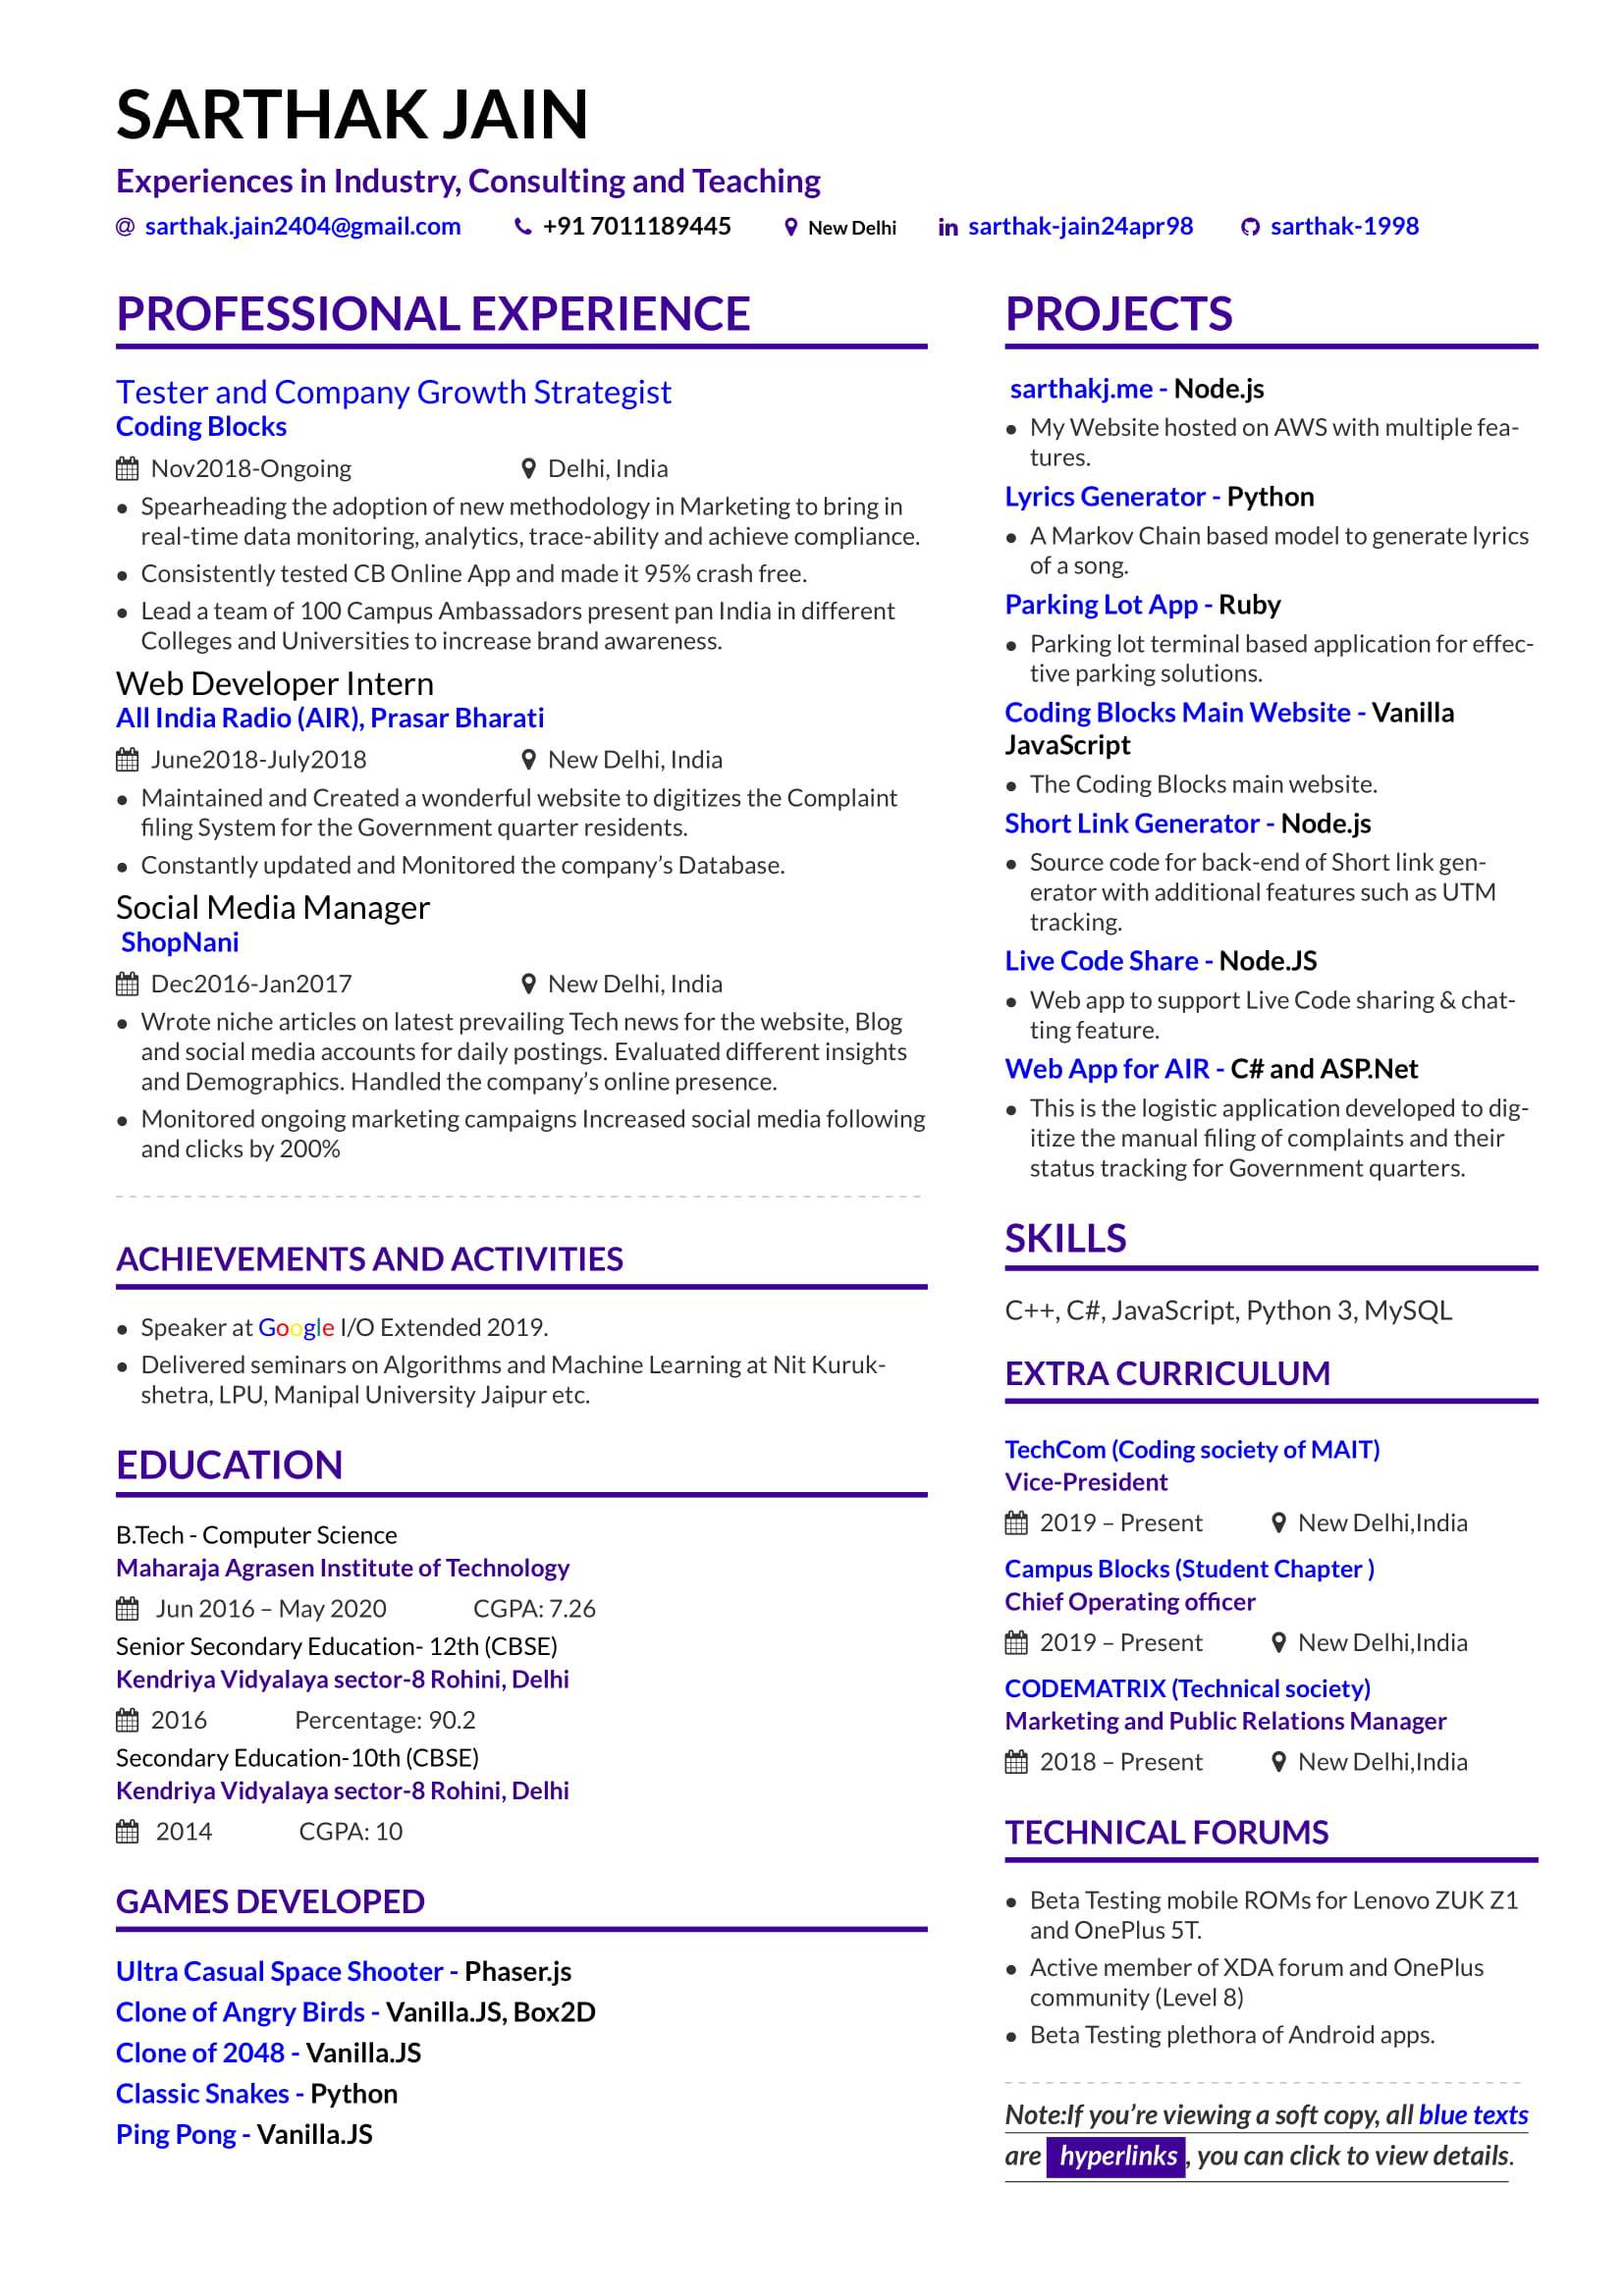 SARTHAK JAIN
Experiences in Industry, Consulting and Teaching
@ sarthak.jain2404@gmail.com +91 7011189445 New Delhi in sarthak-jain24apr98 sarthak-1998
PROFESSIONAL EXPERIENCE
Tester and Company Growth Strategist
Coding Blocks
Nov2018-Ongoing Delhi, India
• Spearheading the adoption of new methodology in Marketing to bring in
real-time data monitoring, analytics, trace-ability and achieve compliance.
• Consistently tested CB Online App and made it 95% crash free.
• Lead a team of 100 Campus Ambassadors present pan India in different
Colleges and Universities to increase brand awareness.
Web Developer Intern
All India Radio (AIR), Prasar Bharati
June2018-July2018 New Delhi, India
• Maintained and Created a wonderful website to digitizes the Complaint
filing System for the Government quarter residents.
• Constantly updated and Monitored the company's Database.
Social Media Manager
ShopNani
Dec2016-Jan2017 New Delhi, India
• Wrote niche articles on latest prevailing Tech news for the website, Blog
and social media accounts for daily postings. Evaluated different insights
and Demographics. Handled the company's online presence.
• Monitored ongoing marketing campaigns Increased social media following
and clicks by 200%
ACHIEVEMENTS AND ACTIVITIES
• Speaker at Google I/O Extended 2019.
• Delivered seminars on Algorithms and Machine Learning at Nit Kuruk-
shetra, LPU, Manipal University Jaipur etc.
EDUCATION
B.Tech - Computer Science
Maharaja Agrasen Institute of Technology
Jun 2016 – May 2020 CGPA: 7.26
Senior Secondary Education- 12th (CBSE)
Kendriya Vidyalaya sector-8 Rohini, Delhi
2016 Percentage: 90.2
Secondary Education-10th (CBSE)
Kendriya Vidyalaya sector-8 Rohini, Delhi
2014 CGPA: 10
GAMES DEVELOPED
Ultra Casual Space Shooter - Phaser.js
Clone of Angry Birds - Vanilla.JS, Box2D
Clone of 2048 - Vanilla.JS
Classic Snakes - Python
Ping Pong - Vanilla.JS
PROJECTS
sarthakj.me - Node.js
• My Website hosted on AWS with multiple fea-
tures.
Lyrics Generator - Python
• A Markov Chain based model to generate lyrics
of a song.
Parking Lot App - Ruby
• Parking lot terminal based application for effec-
tive parking solutions.
Coding Blocks Main Website - Vanilla
JavaScript
• The Coding Blocks main website.
Short Link Generator - Node.js
• Source code for back-end of Short link gen-
erator with additional features such as UTM
tracking.
Live Code Share - Node.JS
• Web app to support Live Code sharing & chat-
ting feature.
Web App for AIR - C# and ASP.Net
• This is the logistic application developed to dig-
itize the manual filing of complaints and their
status tracking for Government quarters.
SKILLS
C++, C#, JavaScript, Python 3, MySQL
EXTRA CURRICULUM
TechCom (Coding society of MAIT)
Vice-President
2019 – Present New Delhi,India
Campus Blocks (Student Chapter )
Chief Operating officer
2019 – Present New Delhi,India
CODEMATRIX (Technical society)
Marketing and Public Relations Manager
2018 – Present New Delhi,India
TECHNICAL FORUMS
• Beta Testing mobile ROMs for Lenovo ZUK Z1
and OnePlus 5T.
• Active member of XDA forum and OnePlus
community (Level 8)
• Beta Testing plethora of Android apps.
Note:If you're viewing a soft copy, all blue texts
are hyperlinks , you can click to view details.